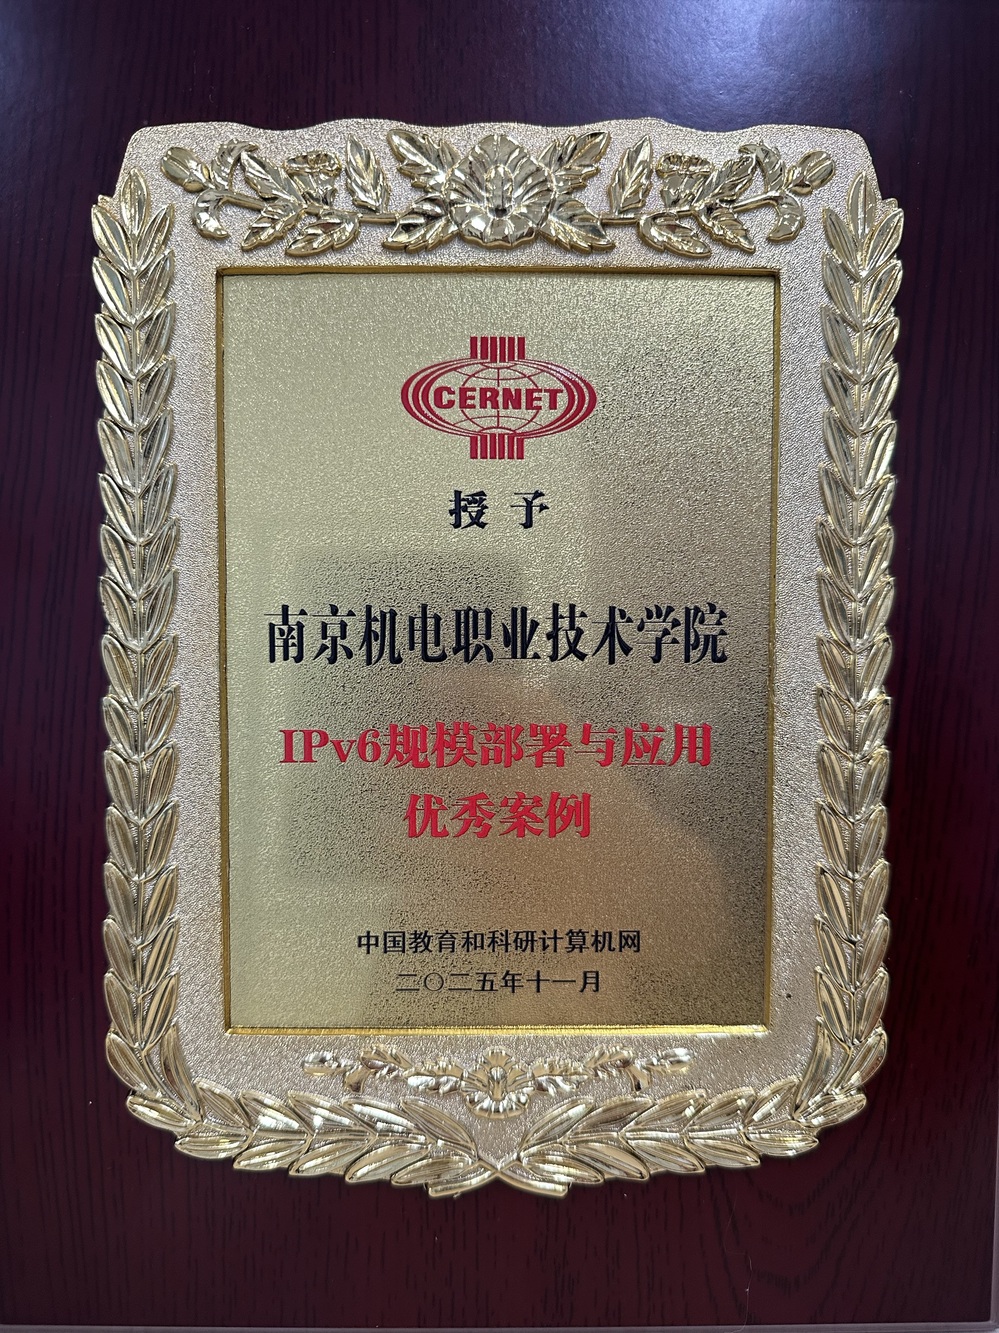 CERNET
授予
南京机电职业技术学院
IPv6规模部署与应用
优秀案例
中国教育和科研计算机网
二〇二五年十一月